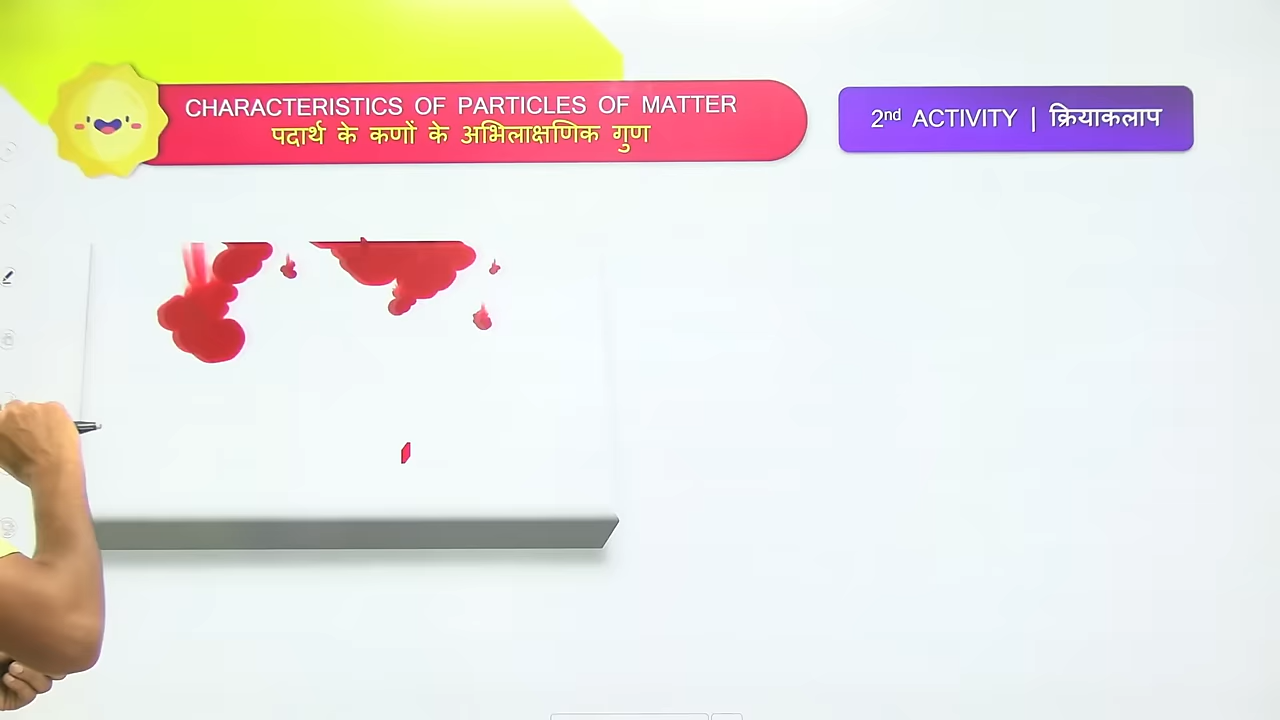 CHARACTERISTICS OF PARTICLES OF MATTER
पदार्थ के कणों के अभिलाक्षणिक गुण
2nd ACTIVITY | क्रियाकलाप